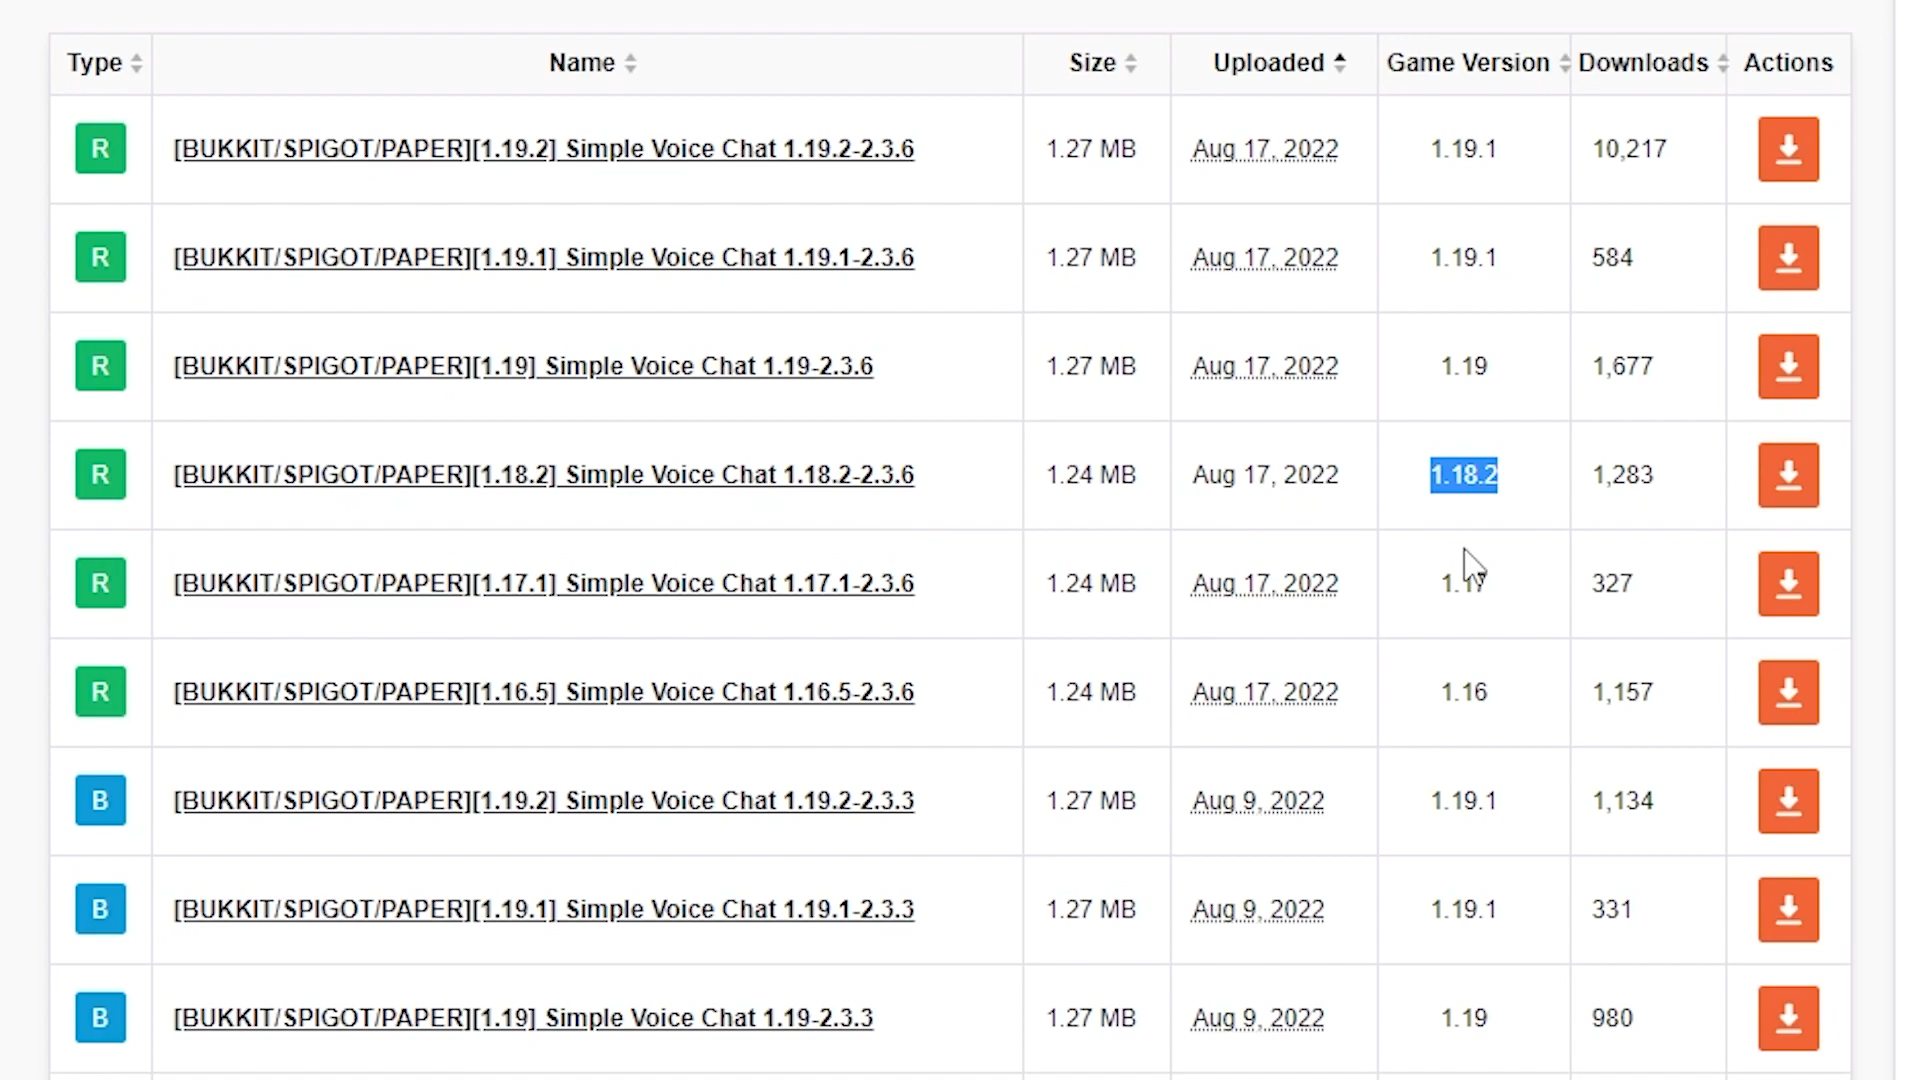 Type Name Size Uploaded Game Version Downloads Actions
R [BUKKIT/SPIGOT/PAPER][1.19.2] Simple Voice Chat 1.19.2-2.3.6 1.27 MB Aug 17, 2022 1.19.1 10,217
R [BUKKIT/SPIGOT/PAPER][1.19.1] Simple Voice Chat 1.19.1-2.3.6 1.27 MB Aug 17, 2022 1.19.1 584
R [BUKKIT/SPIGOT/PAPER][1.19] Simple Voice Chat 1.19-2.3.6 1.27 MB Aug 17, 2022 1.19 1,677
R [BUKKIT/SPIGOT/PAPER][1.18.2] Simple Voice Chat 1.18.2-2.3.6 1.24 MB Aug 17, 2022 1.18.2 1,283
R [BUKKIT/SPIGOT/PAPER][1.17.1] Simple Voice Chat 1.17.1-2.3.6 1.24 MB Aug 17, 2022 1.17 327
R [BUKKIT/SPIGOT/PAPER][1.16.5] Simple Voice Chat 1.16.5-2.3.6 1.24 MB Aug 17, 2022 1.16 1,157
B [BUKKIT/SPIGOT/PAPER][1.19.2] Simple Voice Chat 1.19.2-2.3.3 1.27 MB Aug 9, 2022 1.19.1 1,134
B [BUKKIT/SPIGOT/PAPER][1.19.1] Simple Voice Chat 1.19.1-2.3.3 1.27 MB Aug 9, 2022 1.19.1 331
B [BUKKIT/SPIGOT/PAPER][1.19] Simple Voice Chat 1.19-2.3.3 1.27 MB Aug 9, 2022 1.19 980